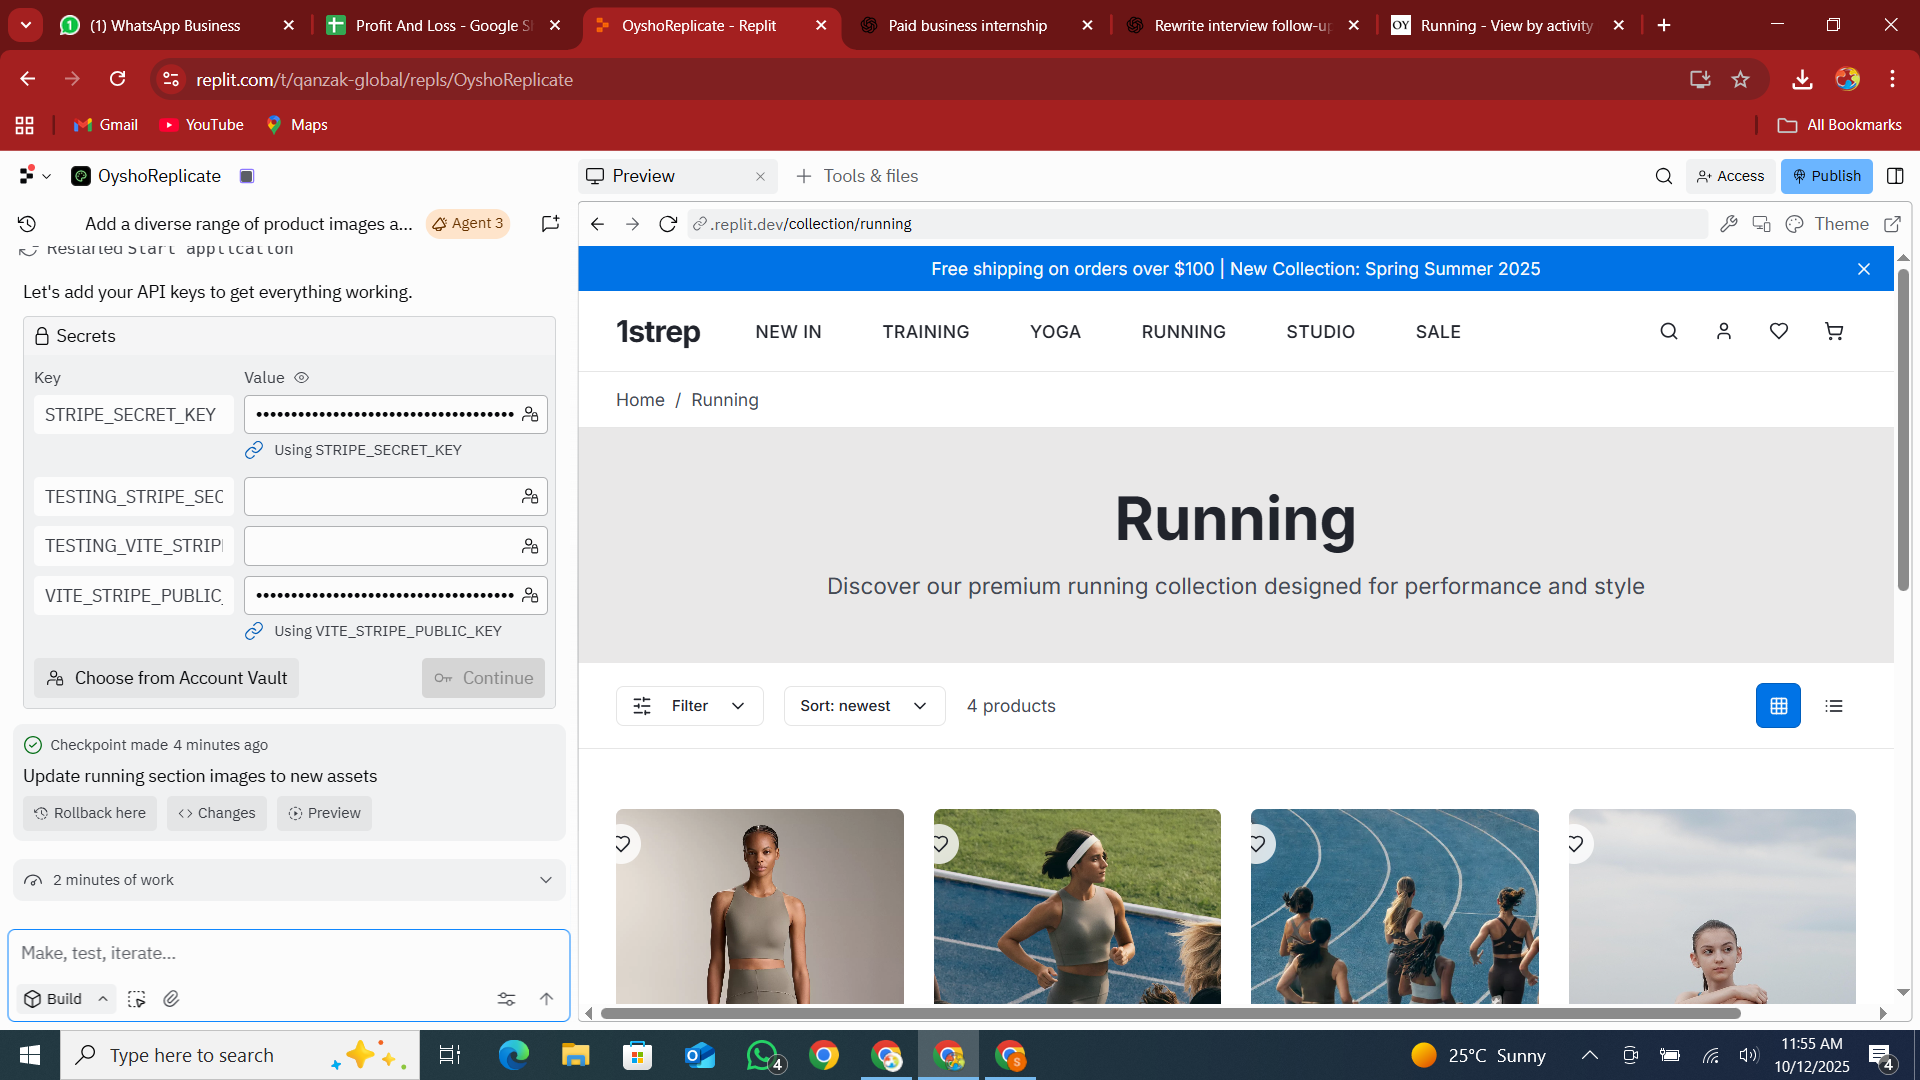 (1) WhatsApp Business
Profit And Loss - Google S
OyshoReplicate - Replit
Paid business internship
Rewrite interview follow-up
OY
Running - View by activity
replit.com/t/qanzak-global/repls/OyshoReplicate
Gmail
YouTube
Maps
All Bookmarks
OyshoReplicate
Preview
Tools & files
Access
Publish
Add a diverse range of product images a...
Agent 3
.replit.dev/collection/running
Theme
Restarted Start application
Let's add your API keys to get everything working.
Secrets
Key
Value
STRIPE_SECRET_KEY
Using STRIPE_SECRET_KEY
TESTING_STRIPE_SEC
TESTING_VITE_STRIP
VITE_STRIPE_PUBLIC_
Using VITE_STRIPE_PUBLIC_KEY
Choose from Account Vault
Continue
Checkpoint made 4 minutes ago
Update running section images to new assets
Rollback here
Changes
Preview
2 minutes of work
Make, test, iterate...
Build
Free shipping on orders over $100 | New Collection: Spring Summer 2025
1strep
NEW IN
TRAINING
YOGA
RUNNING
STUDIO
SALE
Home / Running
Running
Discover our premium running collection designed for performance and style
Filter
Sort: newest
4 products
Type here to search
4
25°C Sunny
11:55 AM
10/12/2025
4